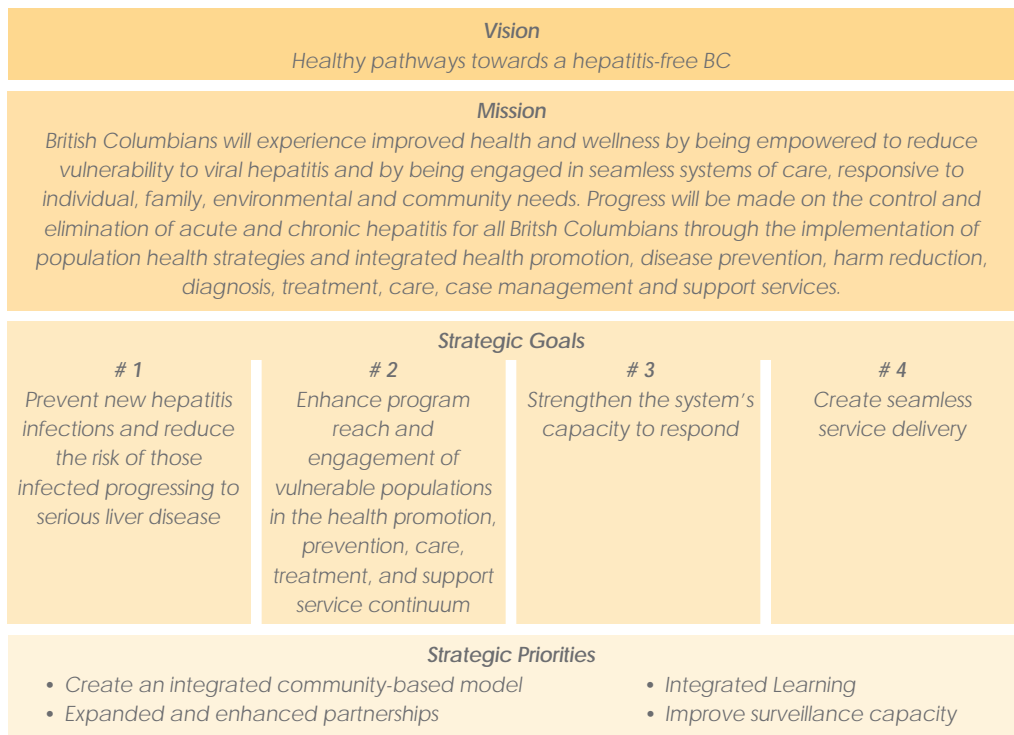 Vision
Healthy pathways towards a hepatitis-free BC
Mission
British Columbians will experience improved health and wellness by being empowered to reduce
vulnerability to viral hepatitis and by being engaged in seamless systems of care, responsive to
individual, family, environmental and community needs. Progress will be made on the control and
elimination of acute and chronic hepatitis for all Britsh Columbians through the implementation of
population health strategies and integrated health promotion, disease prevention, harm reduction,
diagnosis, treatment, care, case management and support services.
Strategic Goals
# 1
Prevent new hepatitis
infections and reduce
the risk of those
infected progressing to
serious liver disease
# 2
Enhance program
reach and
engagement of
vulnerable populations
in the health promotion,
prevention, care,
treatment, and support
service continuum
# 3
Strengthen the system's
capacity to respond
# 4
Create seamless
service delivery
Strategic Priorities
• Create an integrated community-based model
• Expanded and enhanced partnerships
• Integrated Learning
• Improve surveillance capacity